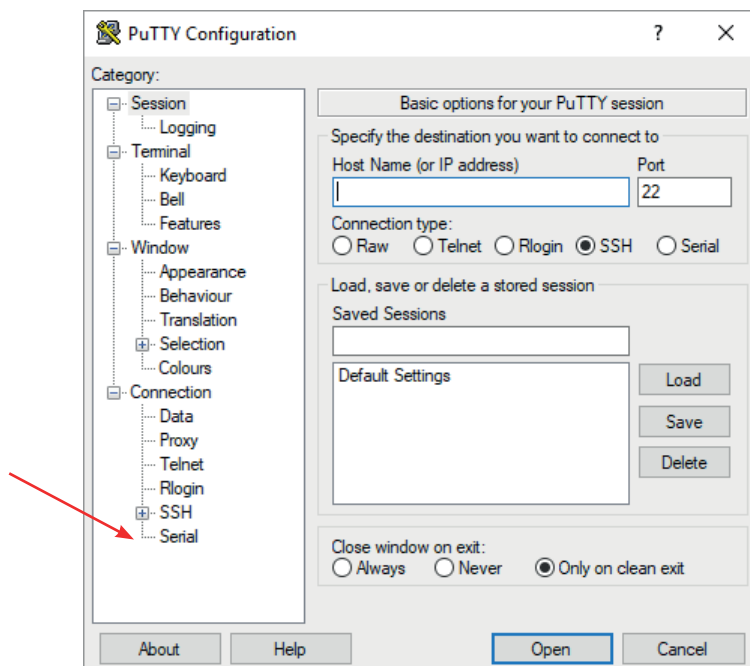 PuTTY Configuration
?
Category:
Session
Logging
Terminal
Keyboard
Bell
Features
Window
Appearance
Behaviour
Translation
Selection
Colours
Connection
Data
Proxy
Telnet
Rlogin
SSH
Serial
Basic options for your PuTTY session
Specify the destination you want to connect to
Host Name (or IP address) Port
22
Connection type:
Raw Telnet Rlogin SSH Serial
Load, save or delete a stored session
Saved Sessions
Default Settings
Load
Save
Delete
Close window on exit:
Always Never Only on clean exit
About Help Open Cancel